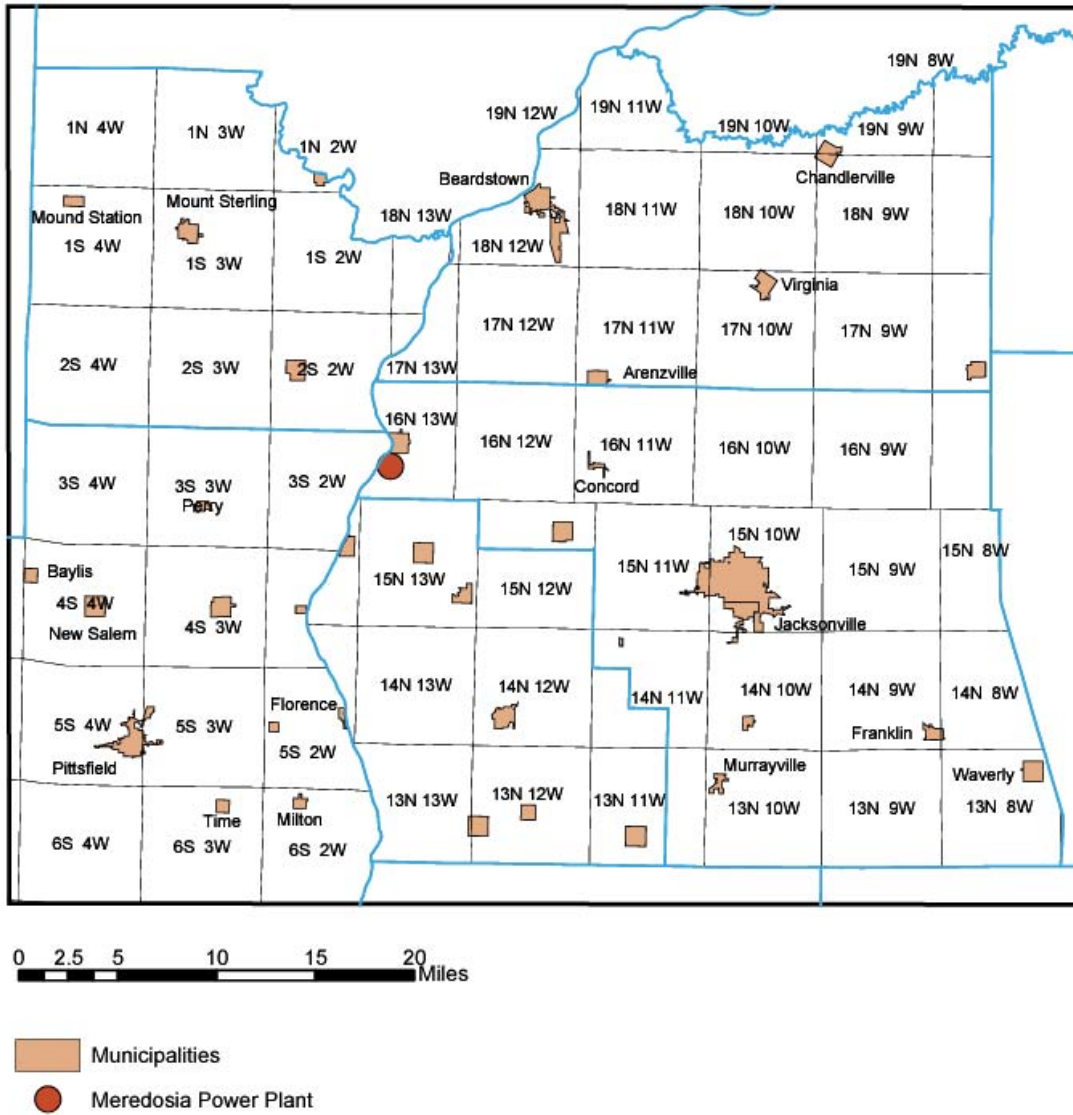 19N 8W
19N 12W
19N 11W
19N 10W
19N 9W
1N 4W
1N 3W
1N 2W
Beardstown
Chandlerville
Mound Station
Mount Sterling
18N 13W
18N 11W
18N 10W
18N 9W
1S 4W
1S 3W
1S 2W
18N 12W
Virginia
17N 12W
17N 11W
17N 10W
17N 9W
2S 4W
2S 3W
2S 2W
17N 13W
Arenzville
16N 13W
16N 12W
16N 11W
16N 10W
16N 9W
3S 4W
3S 3W
3S 2W
Concord
Perry
15N 10W
15N 8W
Baylis
15N 13W
15N 12W
15N 11W
15N 9W
4S 4W
New Salem
4S 3W
Jacksonville
14N 13W
14N 12W
14N 11W
14N 10W
14N 9W
14N 8W
Florence
5S 4W
5S 3W
5S 2W
Franklin
Pittsfield
Murrayville
Waverly
13N 13W
13N 12W
13N 11W
13N 10W
13N 9W
13N 8W
Time
Milton
6S 4W
6S 3W
6S 2W
0 2.5 5 10 15 20
Miles
Municipalities
Meredosia Power Plant